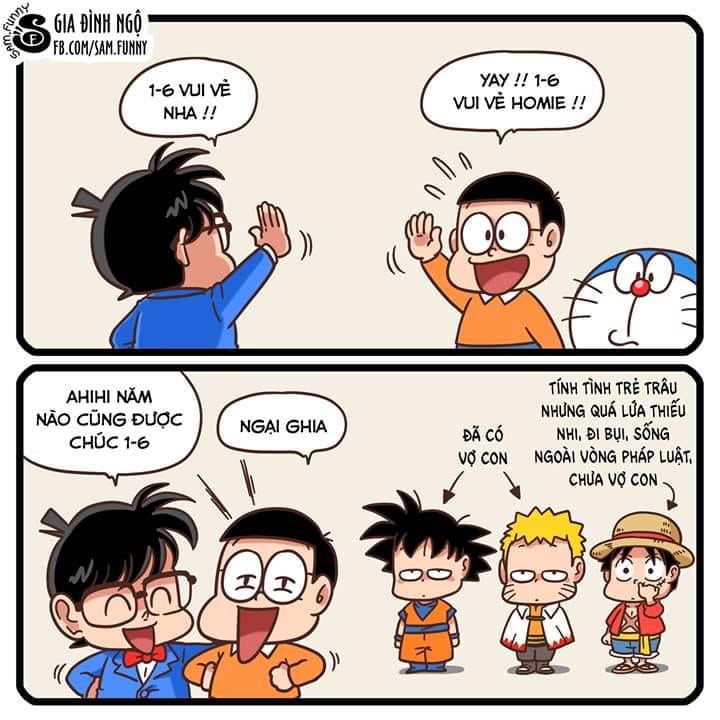 SAM.FUNNY
GIA ĐÌNH NGỘ
FB.COM/SAM.FUNNY
1-6 VUI VẺ
NHA !!
YAY !! 1-6
VUI VẺ HOMIE !!
AHIHI NĂM
NÀO CŨNG ĐƯỢC
CHÚC 1-6
NGẠI GHIA
ĐÃ CÓ
VỢ CON
TÍNH TÌNH TRẺ TRÂU
NHƯNG QUÁ LỨA THIẾU
NHI, ĐI BỤI, SỐNG
NGOÀI VÒNG PHÁP LUẬT,
CHƯA VỢ CON